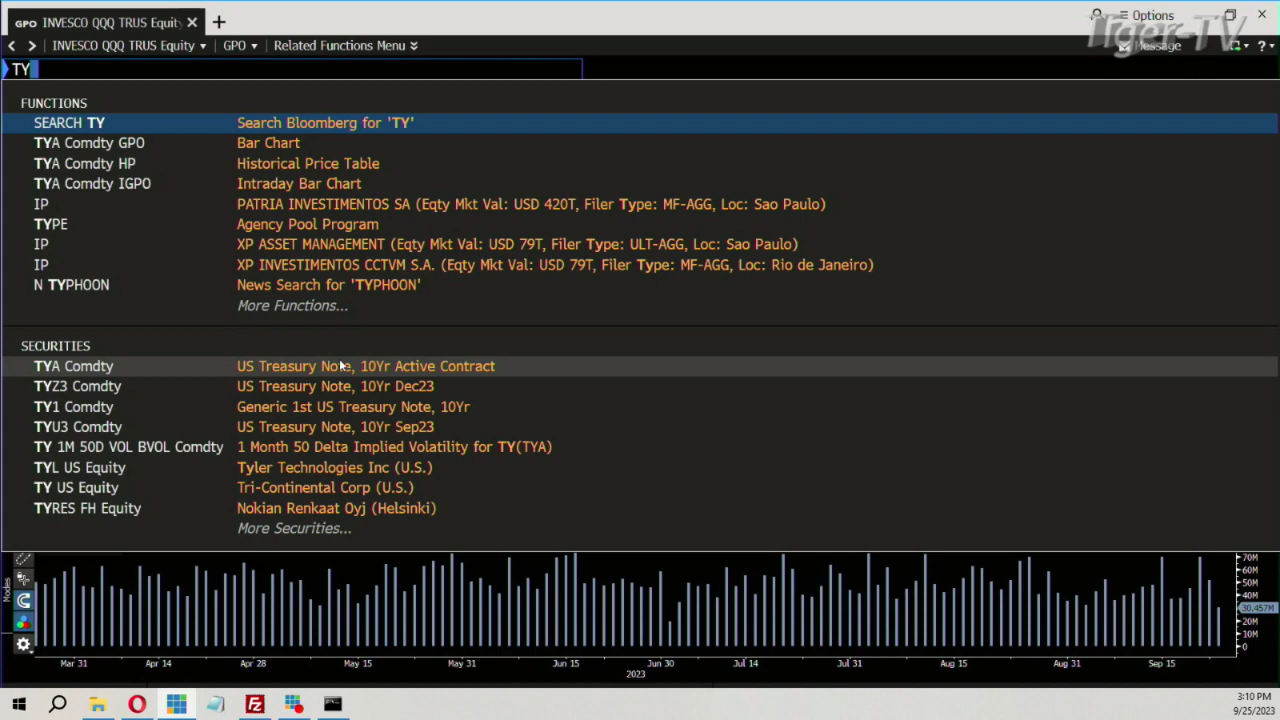 GPO INVESCO QQQ TRUS Equity
Options
INVESCO QQQ TRUS Equity GPO Related Functions Menu
Message
?
Tiger-TV
TY
FUNCTIONS
SEARCH TY Search Bloomberg for 'TY'
TYA Comdty GPO Bar Chart
TYA Comdty HP Historical Price Table
TYA Comdty IGPO Intraday Bar Chart
IP PATRIA INVESTIMENTOS SA (Eqty Mkt Val: USD 420T, Filer Type: MF-AGG, Loc: Sao Paulo)
TYPE Agency Pool Program
IP XP ASSET MANAGEMENT (Eqty Mkt Val: USD 79T, Filer Type: ULT-AGG, Loc: Sao Paulo)
IP XP INVESTIMENTOS CCTVM S.A. (Eqty Mkt Val: USD 79T, Filer Type: MF-AGG, Loc: Rio de Janeiro)
N TYPHOON News Search for 'TYPHOON'
More Functions...
SECURITIES
TYA Comdty US Treasury Note, 10Yr Active Contract
TYZ3 Comdty US Treasury Note, 10Yr Dec23
TY1 Comdty Generic 1st US Treasury Note, 10Yr
TYU3 Comdty US Treasury Note, 10Yr Sep23
TY 1M 50D VOL BVOL Comdty 1 Month 50 Delta Implied Volatility for TY(TYA)
TYL US Equity Tyler Technologies Inc (U.S.)
TY US Equity Tri-Continental Corp (U.S.)
TYRES FH Equity Nokian Renkaat Oyj (Helsinki)
More Securities...
Modes
70M
60M
50M
40M
30.457M
20M
10M
0
Mar 31 Apr 14 Apr 28 May 15 May 31 Jun 15 Jun 30 Jul 14 Jul 31 Aug 15 Aug 31 Sep 15
2023
3:10 PM
9/25/2023